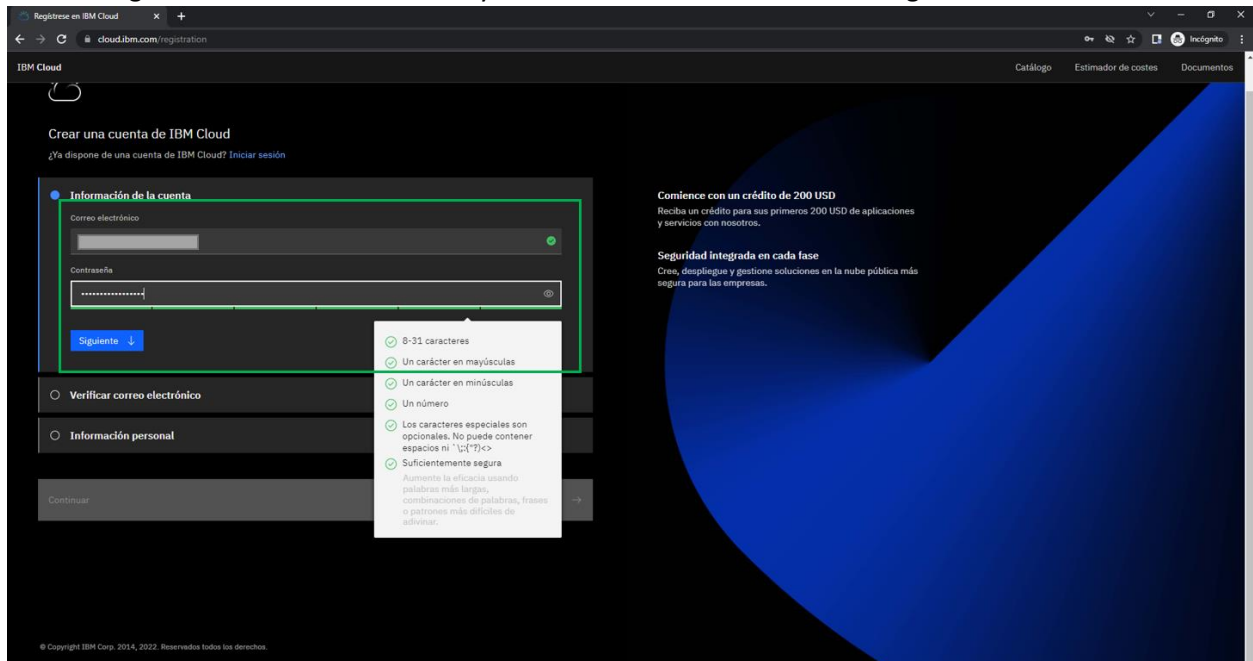 Regístrese en IBM Cloud
cloud.ibm.com/registration
Incógnito
IBM Cloud
Catálogo
Estimador de costes
Documentos
Crear una cuenta de IBM Cloud
¿Ya dispone de una cuenta de IBM Cloud? Iniciar sesión
Información de la cuenta
Correo electrónico
Contraseña
Siguiente
8-31 caracteres
Un carácter en mayúsculas
Un carácter en minúsculas
Un número
Los caracteres especiales son
opcionales. No puede contener
espacios ni `\;:{"?)<>
Suficientemente segura
Aumente la eficacia usando
palabras más largas,
combinaciones de palabras, frases
o patrones más difíciles de
adivinar.
Verificar correo electrónico
Información personal
Continuar
Comience con un crédito de 200 USD
Reciba un crédito para sus primeros 200 USD de aplicaciones
y servicios con nosotros.
Seguridad integrada en cada fase
Cree, despliegue y gestione soluciones en la nube pública más
segura para las empresas.
© Copyright IBM Corp. 2014, 2022. Reservados todos los derechos.